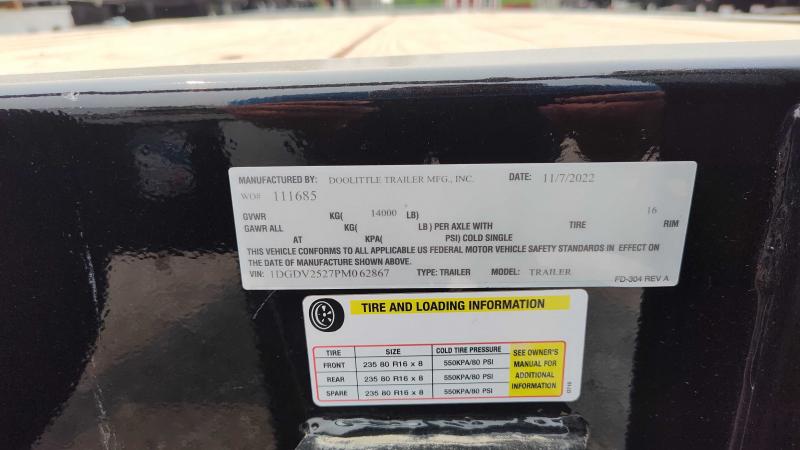 MANUFACTURED BY: DOOLITTLE TRAILER MFG., INC. DATE: 11/7/2022
WO# 111685
GVWR KG( 14000 LB) 16
GAWR ALL KG( LB ) PER AXLE WITH TIRE RIM
AT KPA( PSI) COLD SINGLE
THIS VEHICLE CONFORMS TO ALL APPLICABLE US FEDERAL MOTOR VEHICLE SAFETY STANDARDS IN EFFECT ON
THE DATE OF MANUFACTURE SHOWN ABOVE.
VIN: 1DGDV2527PM062867 TYPE: TRAILER MODEL: TRAILER
FD-304 REV A
TIRE AND LOADING INFORMATION
TIRE SIZE COLD TIRE PRESSURE
FRONT 235 80 R16 x 8 550KPA/80 PSI
REAR 235 80 R16 x 8 550KPA/80 PSI
SPARE 235 80 R16 x 8 550KPA/80 PSI
SEE OWNER'S
MANUAL FOR
ADDITIONAL
INFORMATION